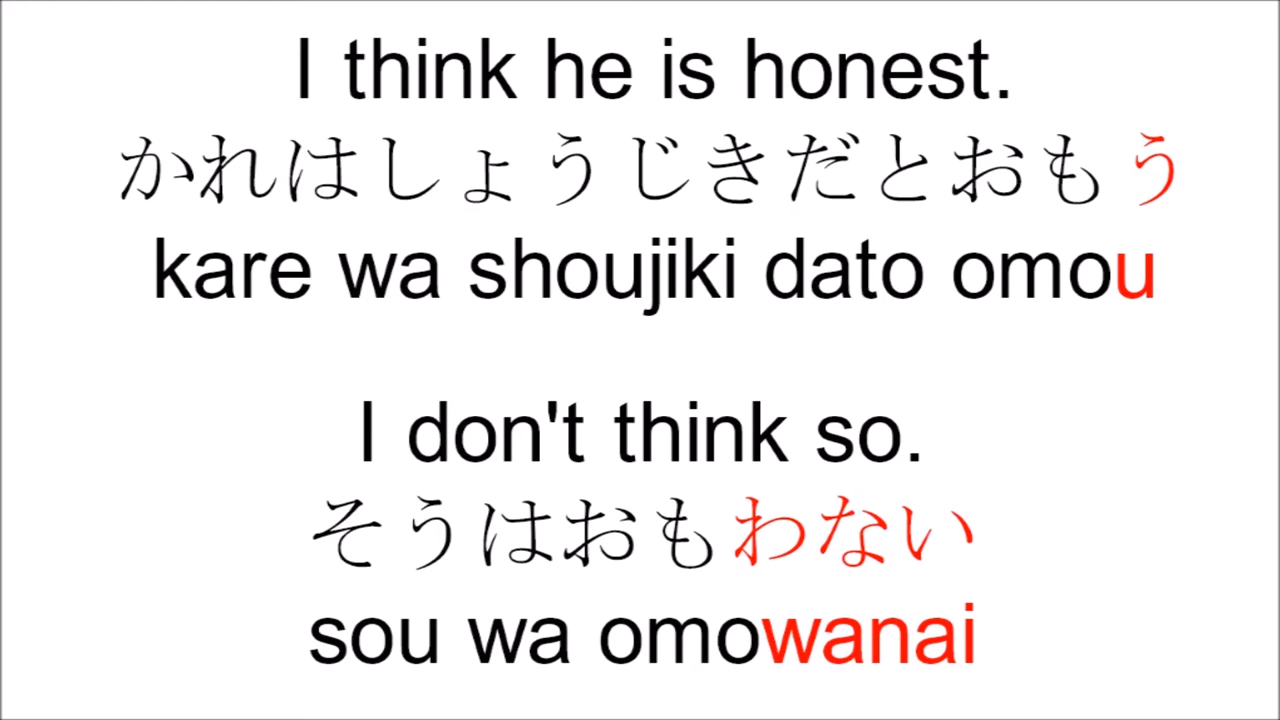 I think he is honest.
かれはしょうじきだとおもう
kare wa shoujiki dato omou
I don't think so.
そうはおもわない
sou wa omowanai